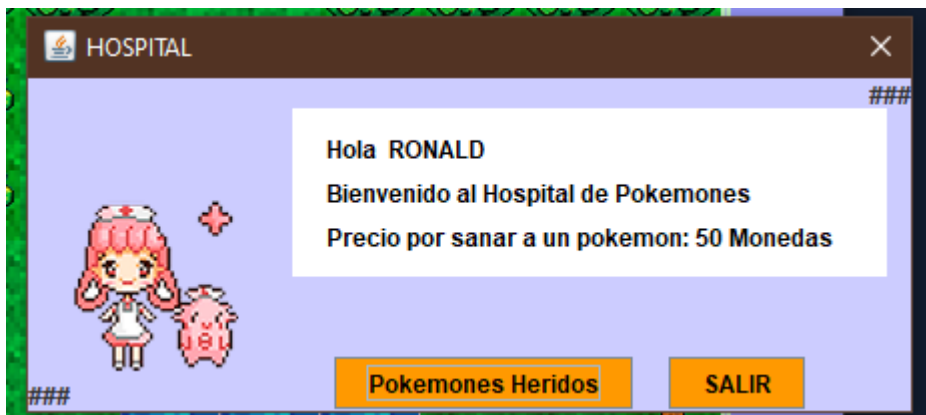 HOSPITAL
###
Hola RONALD
Bienvenido al Hospital de Pokemones
Precio por sanar a un pokemon: 50 Monedas
Pokemones Heridos
SALIR
###